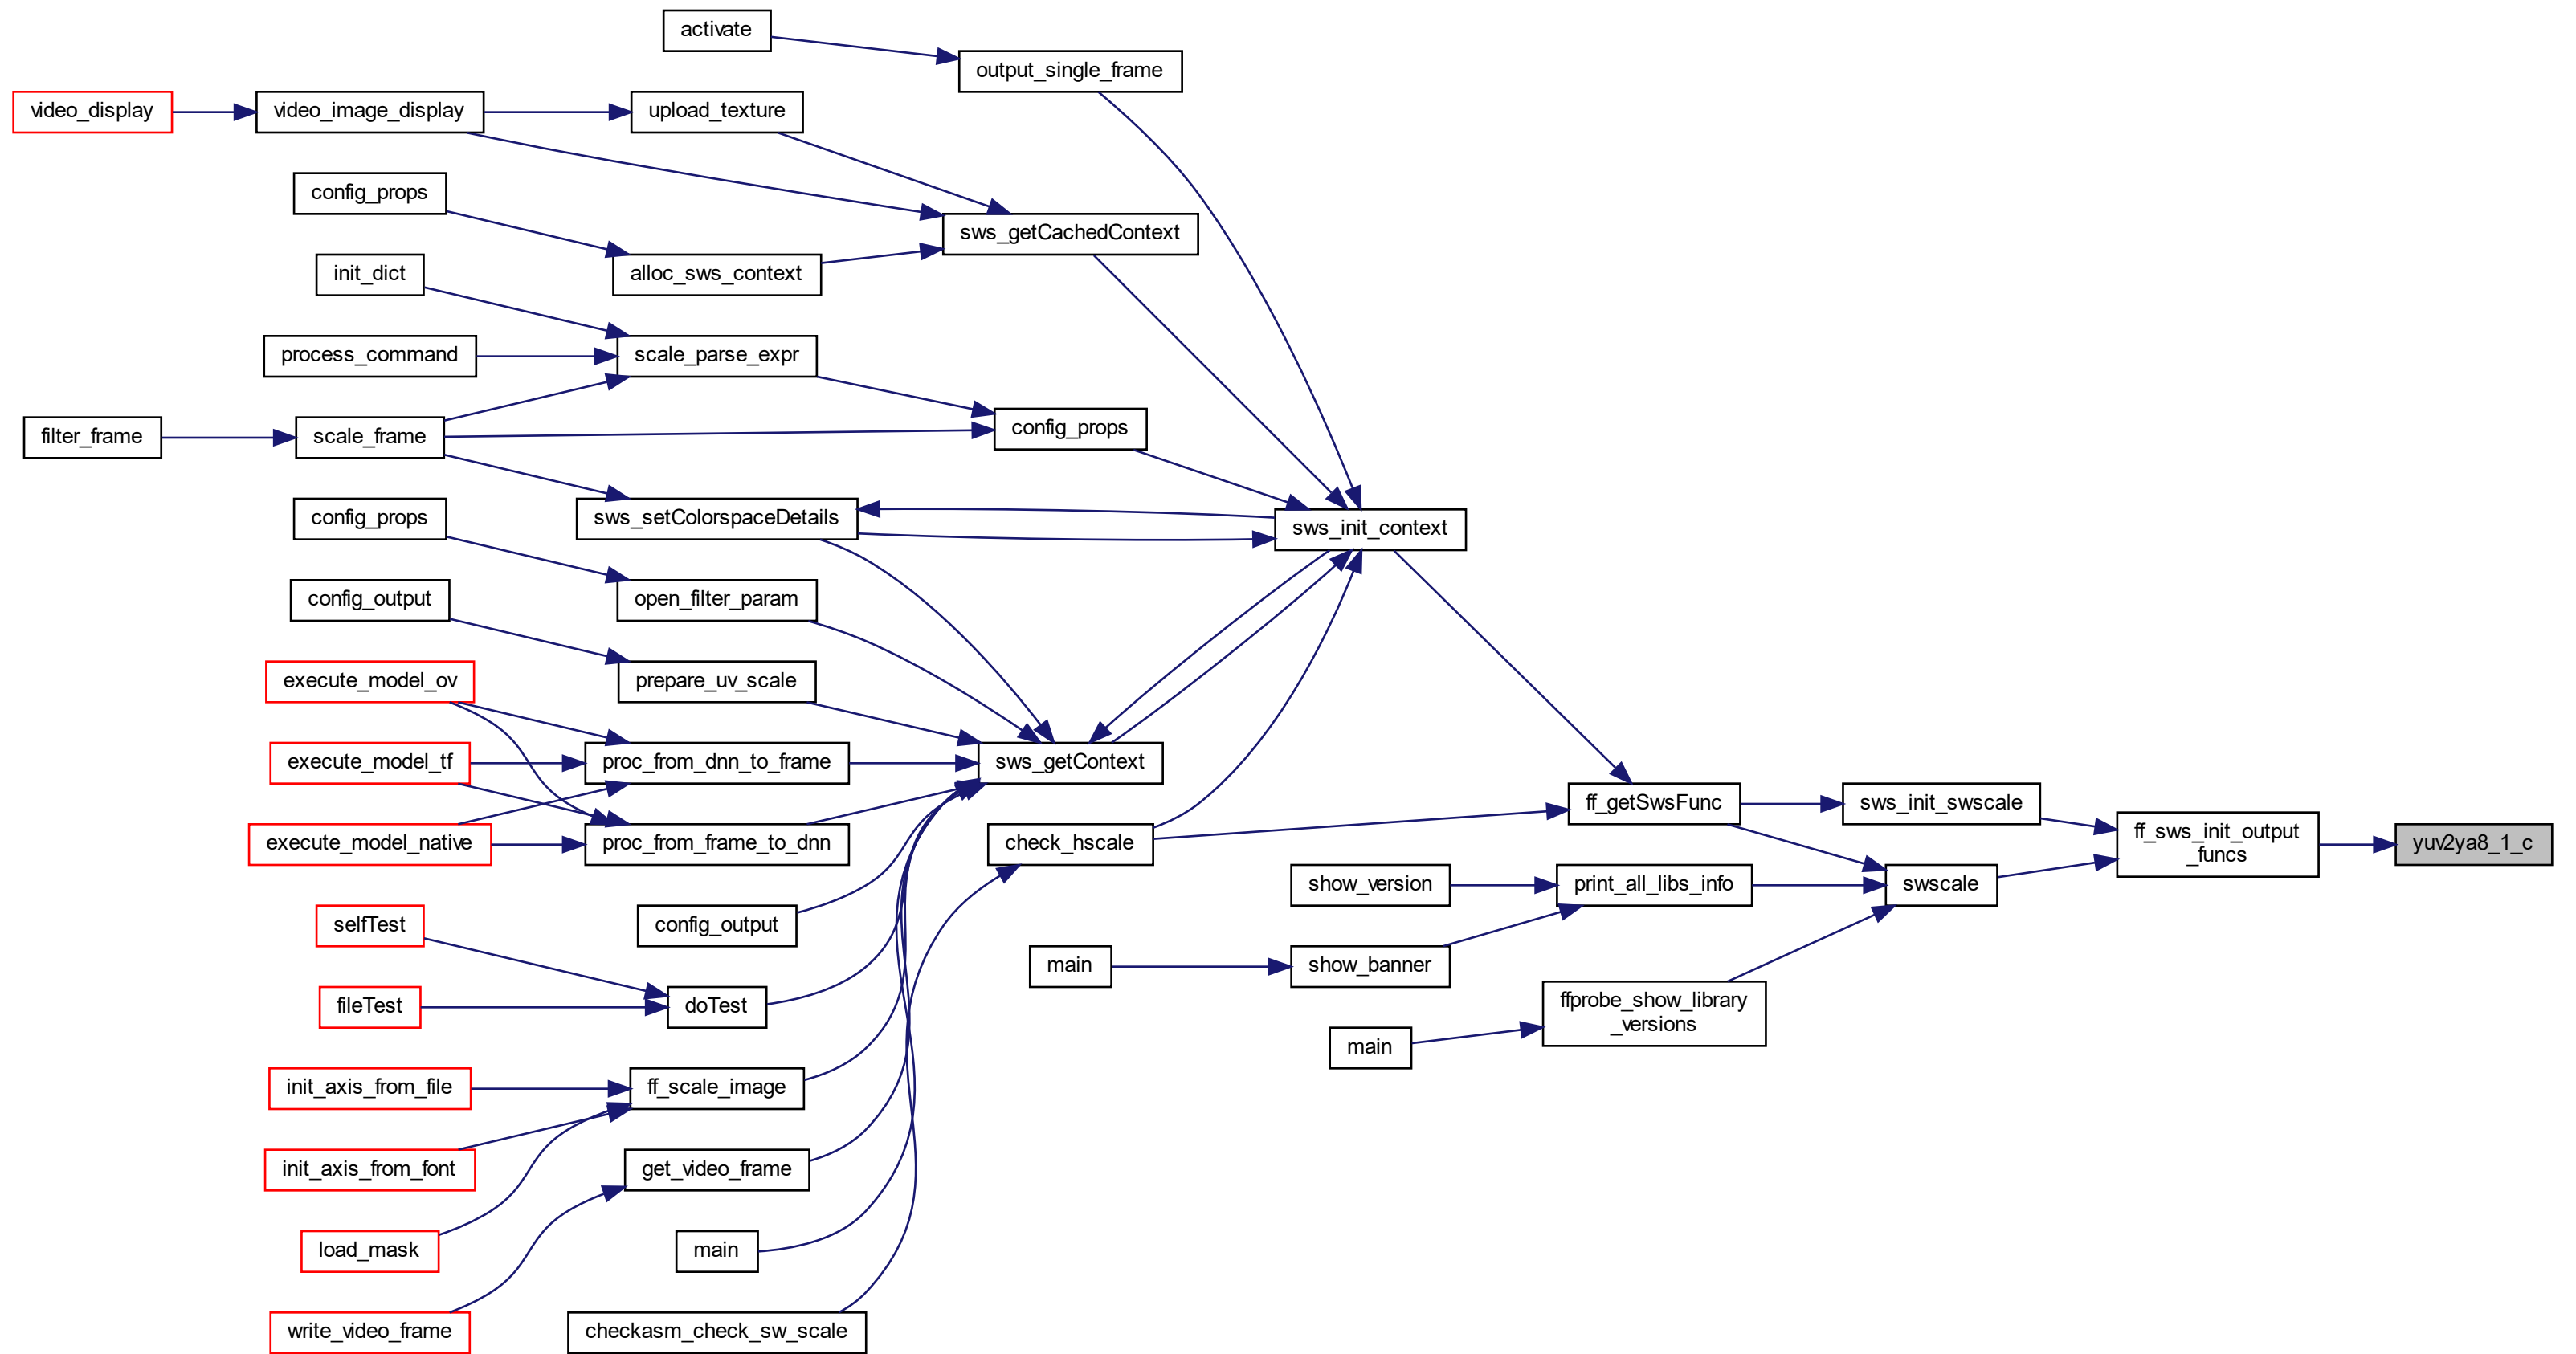 activate
output_single_frame
video_display
video_image_display
upload_texture
config_props
sws_getCachedContext
init_dict
alloc_sws_context
process_command
scale_parse_expr
filter_frame
scale_frame
config_props
config_props
sws_setColorspaceDetails
sws_init_context
config_output
open_filter_param
execute_model_ov
prepare_uv_scale
execute_model_tf
proc_from_dnn_to_frame
sws_getContext
ff_getSwsFunc
sws_init_swscale
execute_model_native
proc_from_frame_to_dnn
check_hscale
ff_sws_init_output
_funcs
yuv2ya8_1_c
show_version
print_all_libs_info
swscale
selfTest
config_output
main
show_banner
fileTest
doTest
ffprobe_show_library
_versions
main
init_axis_from_file
ff_scale_image
init_axis_from_font
get_video_frame
load_mask
main
write_video_frame
checkasm_check_sw_scale